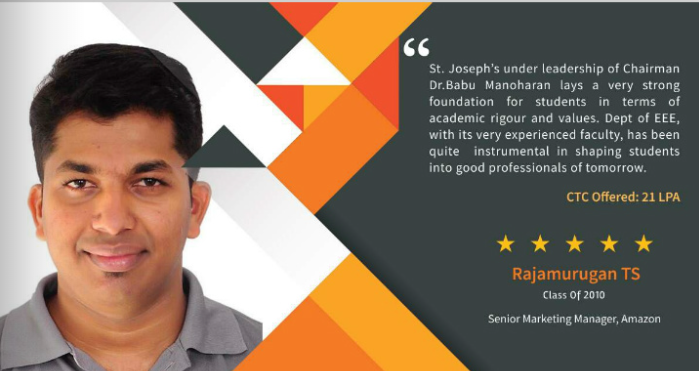 “
St. Joseph's under leadership of Chairman
Dr.Babu Manoharan lays a very strong
foundation for students in terms of
academic rigour and values. Dept of EEE,
with its very experienced faculty, has been
quite instrumental in shaping students
into good professionals of tomorrow.
CTC Offered: 21 LPA
Rajamurugan TS
Class Of 2010
Senior Marketing Manager, Amazon